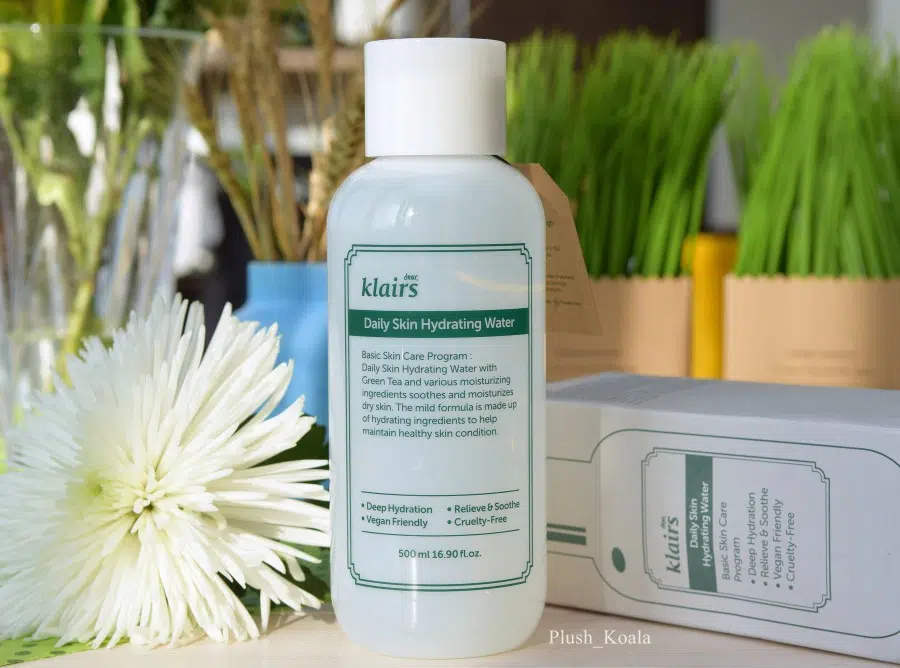 dear,
klairs
Daily Skin Hydrating Water
Basic Skin Care Program :
Daily Skin Hydrating Water with
Green Tea and various moisturizing
ingredients soothes and moisturizes
dry skin. The mild formula is made up
of hydrating ingredients to help
maintain healthy skin condition.
• Deep Hydration • Relieve & Soothe
• Vegan Friendly • Cruelty-Free
500 ml 16.90 fl.oz.
dear,
klairs
Daily Skin
Hydrating Water
Basic Skin Care
Program
• Deep Hydration
• Relieve & Soothe
• Vegan Friendly
• Cruelty-Free
Plush_Koala